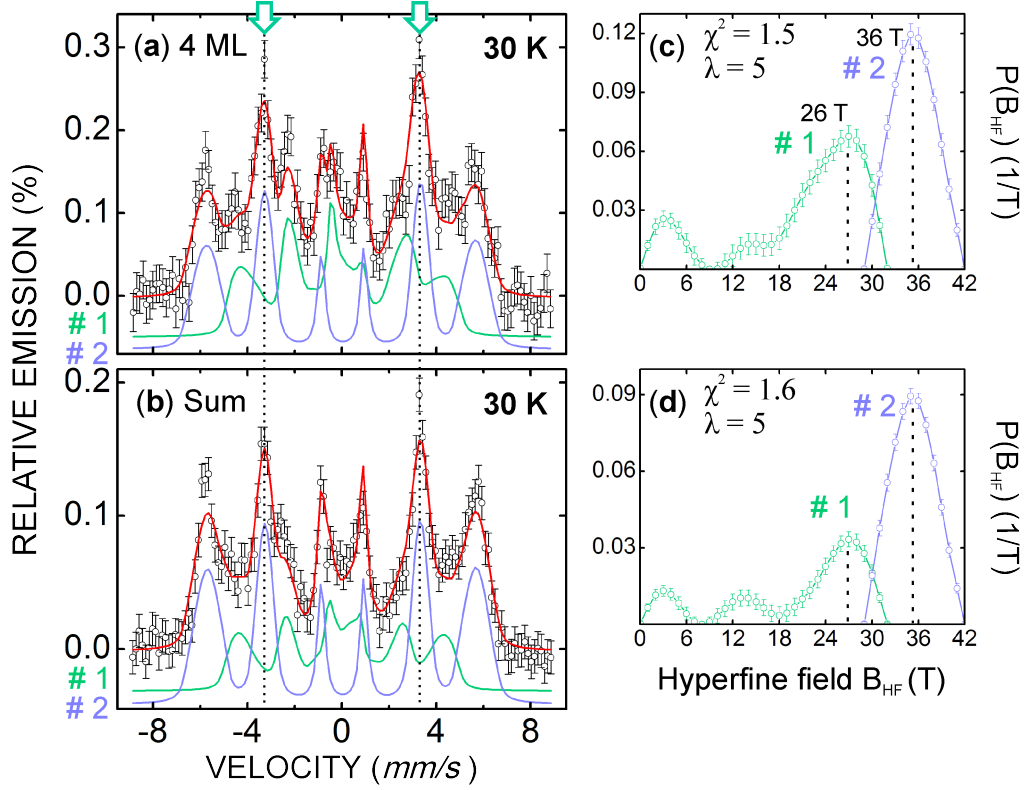 (a) 4 ML 30 K
0.3
0.2
0.1
0.0
# 1
# 2
(b) Sum 30 K
0.2
0.1
0.0
# 1
# 2
-8 -4 0 4 8
VELOCITY (mm/s)
RELATIVE EMISSION (%)
(c) χ² = 1.5
λ = 5
36 T
# 2
26 T
# 1
0.12
0.09
0.06
0.03
0 6 12 18 24 30 36 42
P(B_HF) (1/T)
(d) χ² = 1.6
λ = 5
# 2
# 1
0.09
0.06
0.03
0 6 12 18 24 30 36 42
Hyperfine field B_HF (T)
P(B_HF) (1/T)